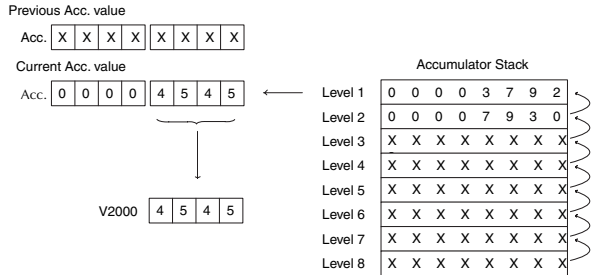 Previous Acc. value
Acc. X X X X X X X X
Current Acc. value
Acc. 0 0 0 0 4 5 4 5
V2000 4 5 4 5
Accumulator Stack
Level 1 0 0 0 0 3 7 9 2
Level 2 0 0 0 0 7 9 3 0
Level 3 X X X X X X X X
Level 4 X X X X X X X X
Level 5 X X X X X X X X
Level 6 X X X X X X X X
Level 7 X X X X X X X X
Level 8 X X X X X X X X